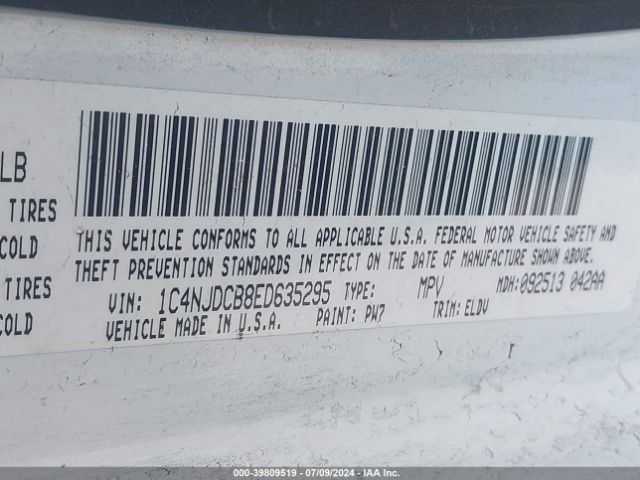 LB
TIRES
COLD
TIRES
COLD
THIS VEHICLE CONFORMS TO ALL APPLICABLE U.S.A. FEDERAL MOTOR VEHICLE SAFETY AND
THEFT PREVENTION STANDARDS IN EFFECT ON THE DATE OF MANUFACTURE SHOWN ABOVE.
VIN: 1C4NJDCB8ED635295 TYPE: MPV MDH:092513 042AA
VEHICLE MADE IN U.S.A. PAINT: PW7 TRIM: ELDV
000-39809519 - 07/09/2024 - IAA Inc.